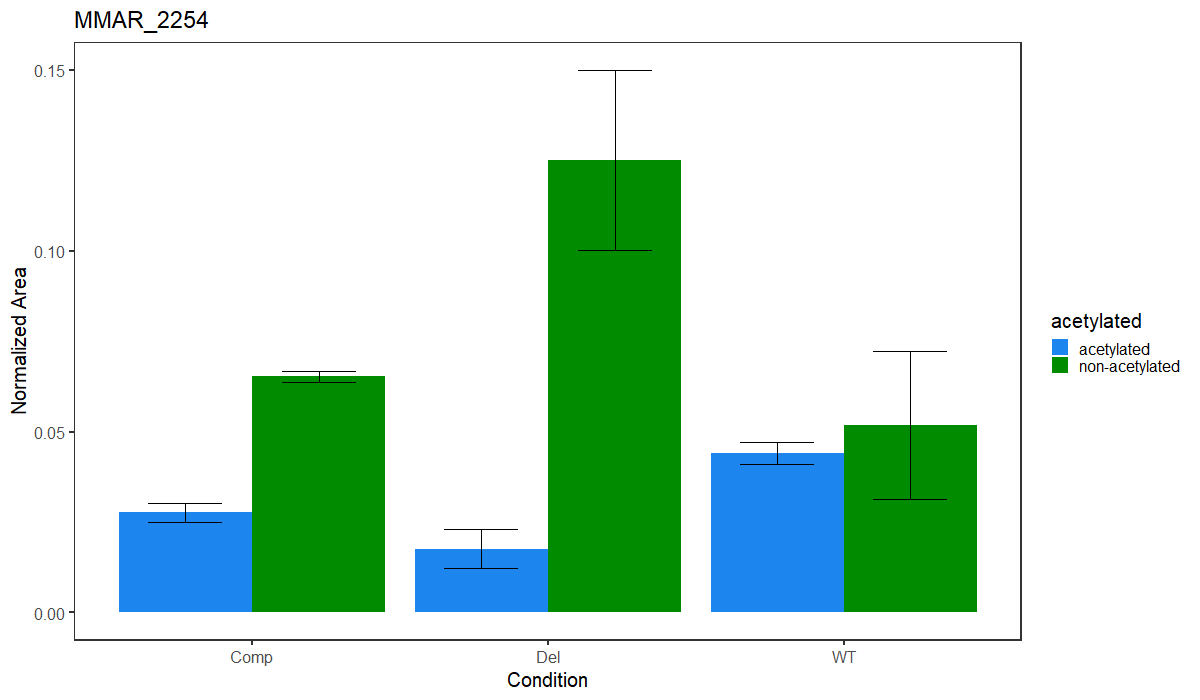 MMAR_2254
0.15
0.10
0.05
0.00
Normalized Area
Comp
Del
WT
Condition
acetylated
acetylated
non-acetylated